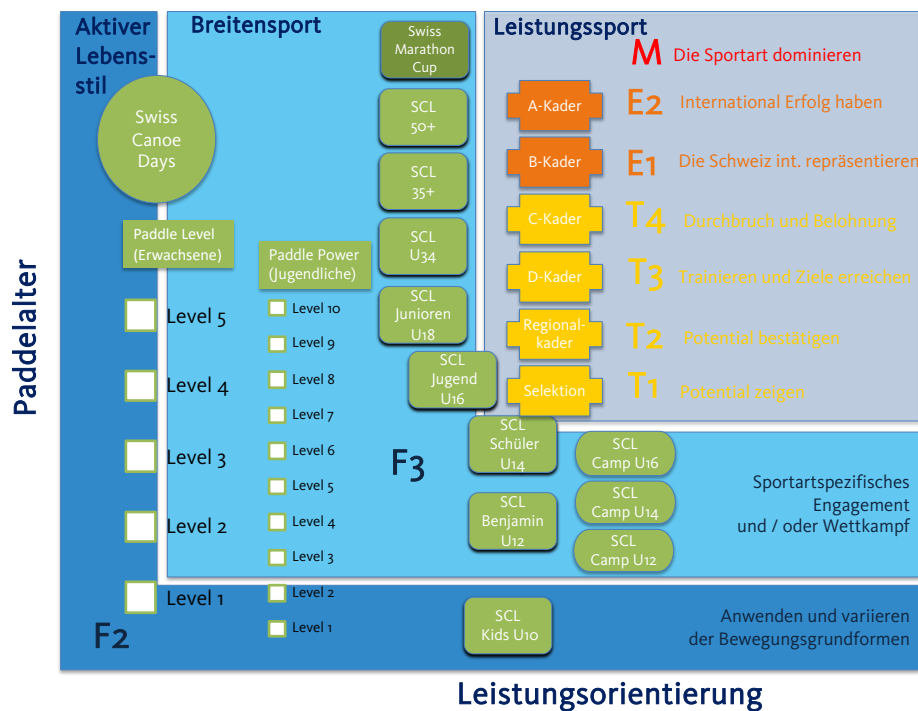 Aktiver
Lebens-
stil
Breitensport
Leistungssport
Swiss
Marathon
Cup
M Die Sportart dominieren
Swiss
Canoe
Days
SCL
50+
A-Kader
E2 International Erfolg haben
SCL
35+
B-Kader
E1 Die Schweiz int. repräsentieren
Paddle Level
(Erwachsene)
Paddle Power
(Jugendliche)
SCL
U34
C-Kader
T4 Durchbruch und Belohnung
D-Kader
T3 Trainieren und Ziele erreichen
SCL
Junioren
U18
Regional-
kader
T2 Potential bestätigen
SCL
Jugend
U16
Selektion
T1 Potential zeigen
Level 5
Level 4
Level 3
Level 2
Level 1
Level 10
Level 9
Level 8
Level 7
Level 6
Level 5
Level 4
Level 3
Level 2
Level 1
F3
SCL
Schüler
U14
SCL
Camp U16
SCL
Benjamin
U12
SCL
Camp U14
SCL
Camp U12
Sportartspezifisches
Engagement
und / oder Wettkampf
F2
SCL
Kids U10
Anwenden und variieren
der Bewegungsgrundformen
Paddelalter
Leistungsorientierung